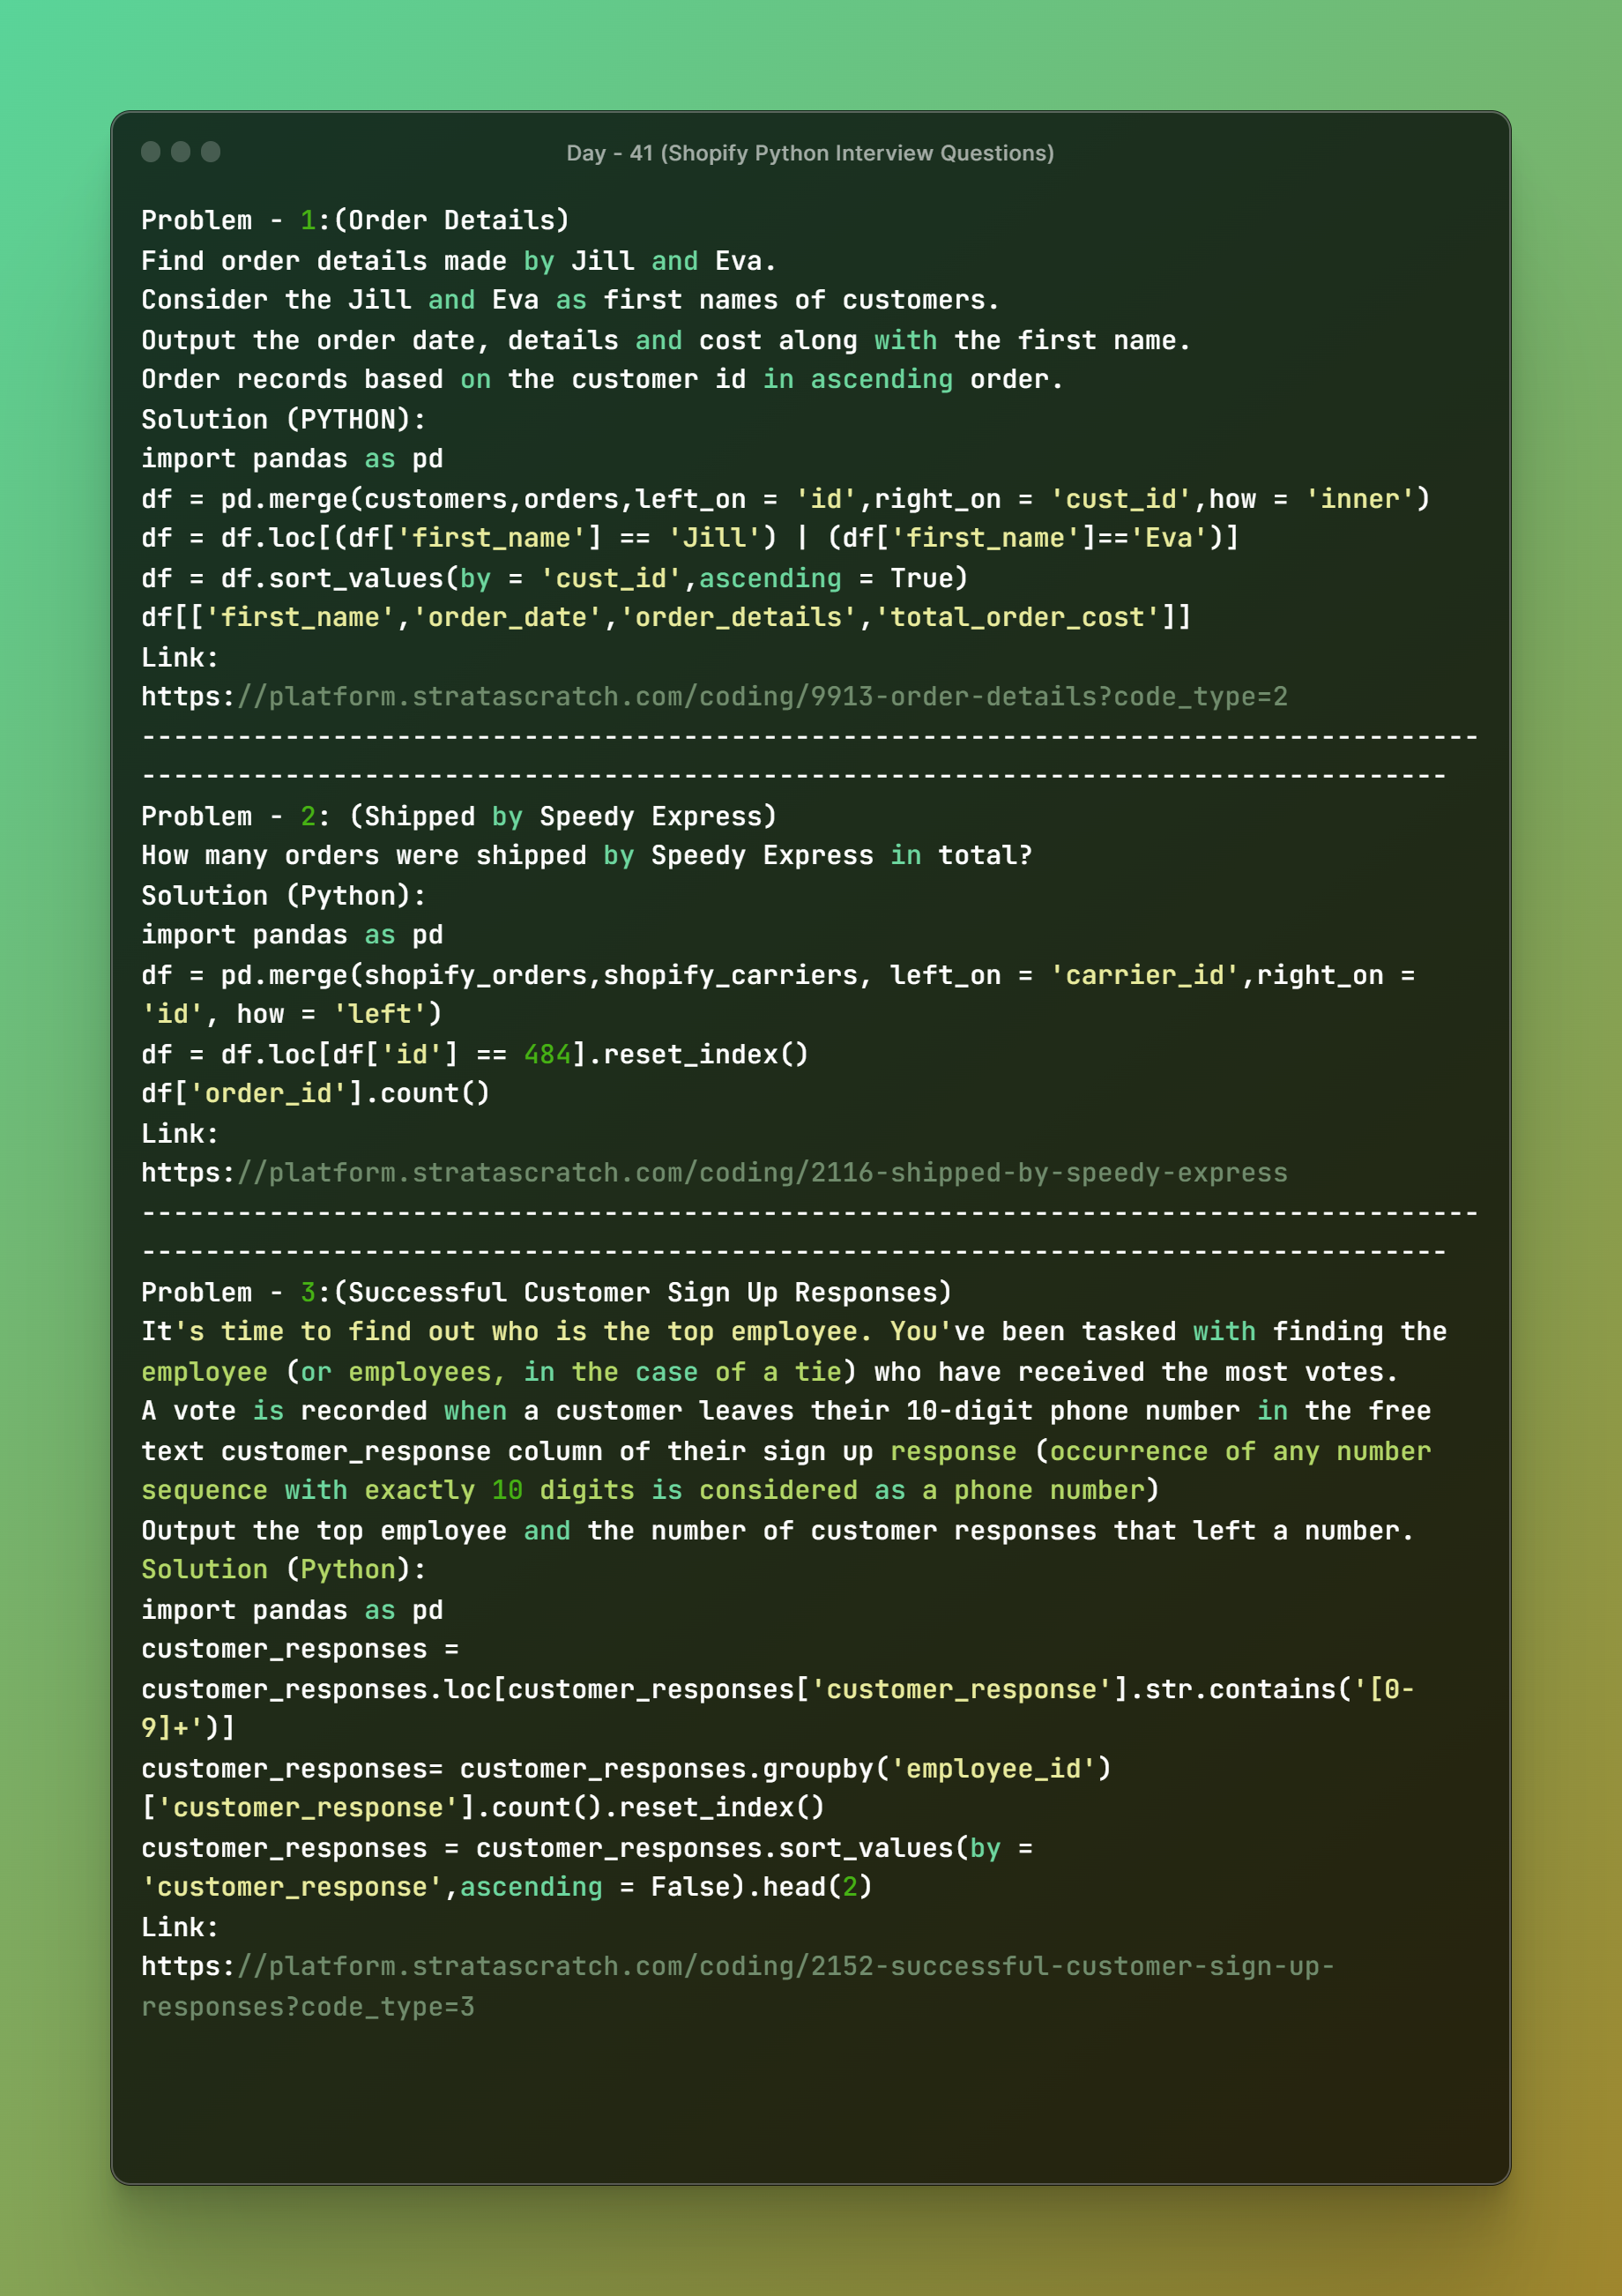 Day - 41 (Shopify Python Interview Questions)
Problem - 1:(Order Details)
Find order details made by Jill and Eva.
Consider the Jill and Eva as first names of customers.
Output the order date, details and cost along with the first name.
Order records based on the customer id in ascending order.
Solution (PYTHON):
import pandas as pd
df = pd.merge(customers,orders,left_on = 'id',right_on = 'cust_id',how = 'inner')
df = df.loc[(df['first_name'] == 'Jill') | (df['first_name']=='Eva')]
df = df.sort_values(by = 'cust_id',ascending = True)
df[['first_name','order_date','order_details','total_order_cost']]
Link:
https://platform.stratascratch.com/coding/9913-order-details?code_type=2
------------------------------------------------------------------------------------
----------------------------------------------------------------------------------
Problem - 2: (Shipped by Speedy Express)
How many orders were shipped by Speedy Express in total?
Solution (Python):
import pandas as pd
df = pd.merge(shopify_orders,shopify_carriers, left_on = 'carrier_id',right_on =
'id', how = 'left')
df = df.loc[df['id'] == 484].reset_index()
df['order_id'].count()
Link:
https://platform.stratascratch.com/coding/2116-shipped-by-speedy-express
------------------------------------------------------------------------------------
----------------------------------------------------------------------------------
Problem - 3:(Successful Customer Sign Up Responses)
It's time to find out who is the top employee. You've been tasked with finding the
employee (or employees, in the case of a tie) who have received the most votes.
A vote is recorded when a customer leaves their 10-digit phone number in the free
text customer_response column of their sign up response (occurrence of any number
sequence with exactly 10 digits is considered as a phone number)
Output the top employee and the number of customer responses that left a number.
Solution (Python):
import pandas as pd
customer_responses =
customer_responses.loc[customer_responses['customer_response'].str.contains('[0-
9]+')]
customer_responses= customer_responses.groupby('employee_id')
['customer_response'].count().reset_index()
customer_responses = customer_responses.sort_values(by =
'customer_response',ascending = False).head(2)
Link:
https://platform.stratascratch.com/coding/2152-successful-customer-sign-up-
responses?code_type=3